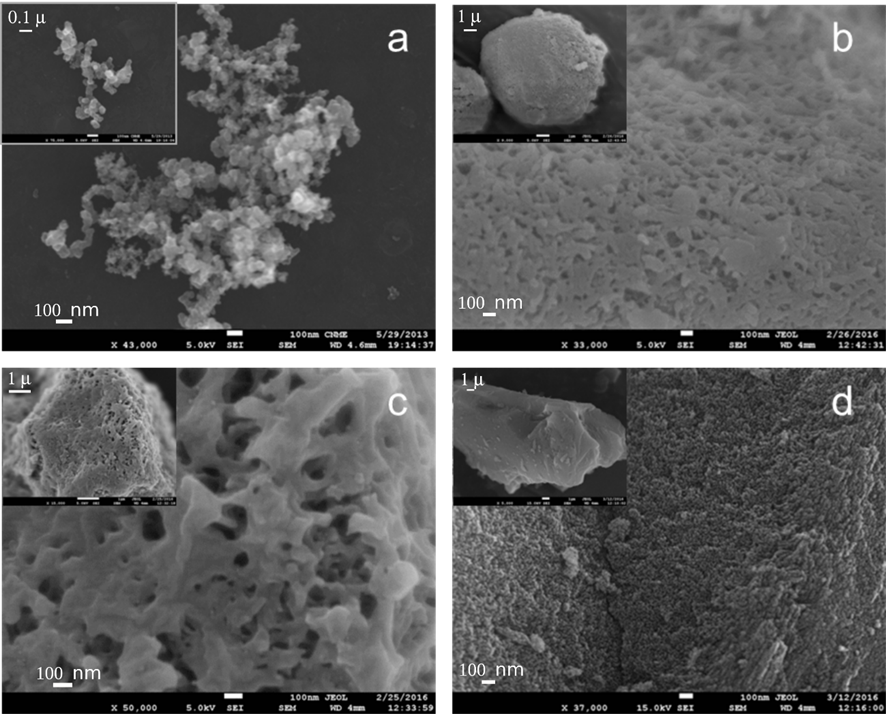 0.1 µ
a
100 nm
100nm CNME 5/29/2013
X 43,000 5.0kV SEI SEM WD 4.6mm 19:14:37
1 µ
b
100 nm
100nm JEOL 2/26/2016
X 33,000 5.0kV SEI SEM WD 4mm 12:42:31
1 µ
c
100 nm
100nm JEOL 2/25/2016
X 50,000 5.0kV SEI SEM WD 4mm 12:33:59
1 µ
d
100 nm
100nm JEOL 3/12/2016
X 37,000 15.0kV SEI SEM WD 4mm 12:16:00